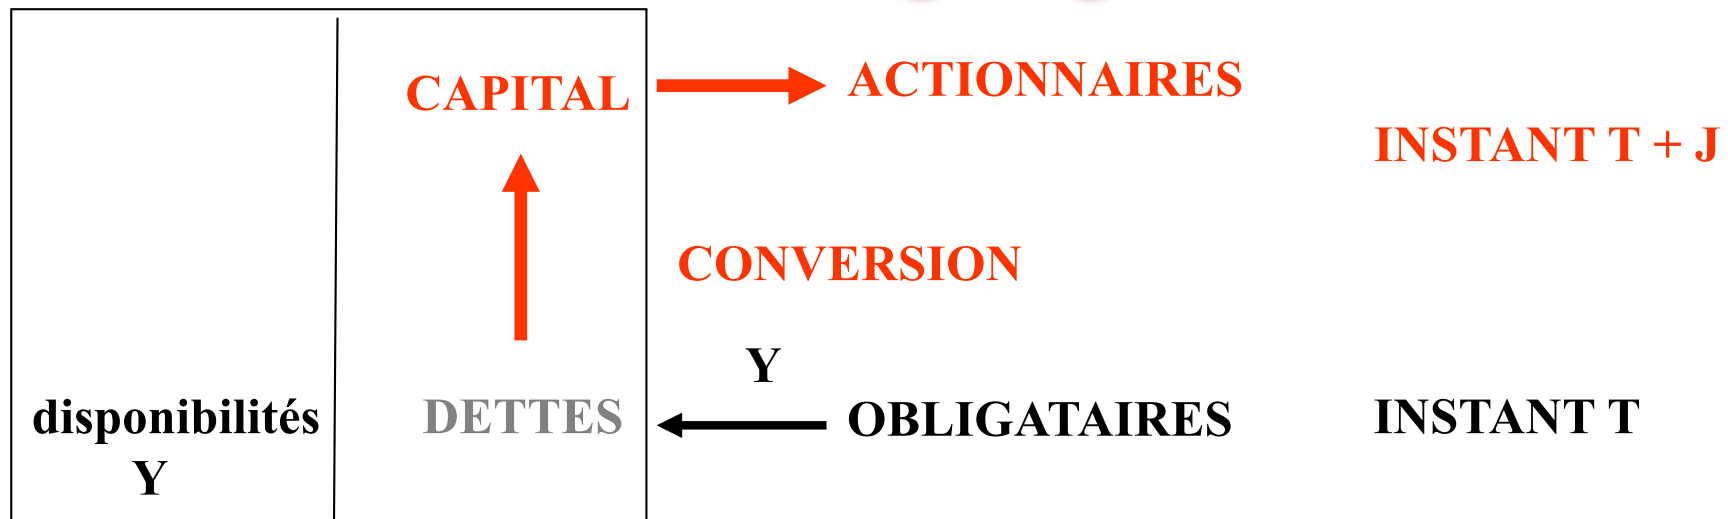 CAPITAL
ACTIONNAIRES
INSTANT T + J
CONVERSION
Y
disponibilités
DETTES
OBLIGATAIRES
INSTANT T
Y